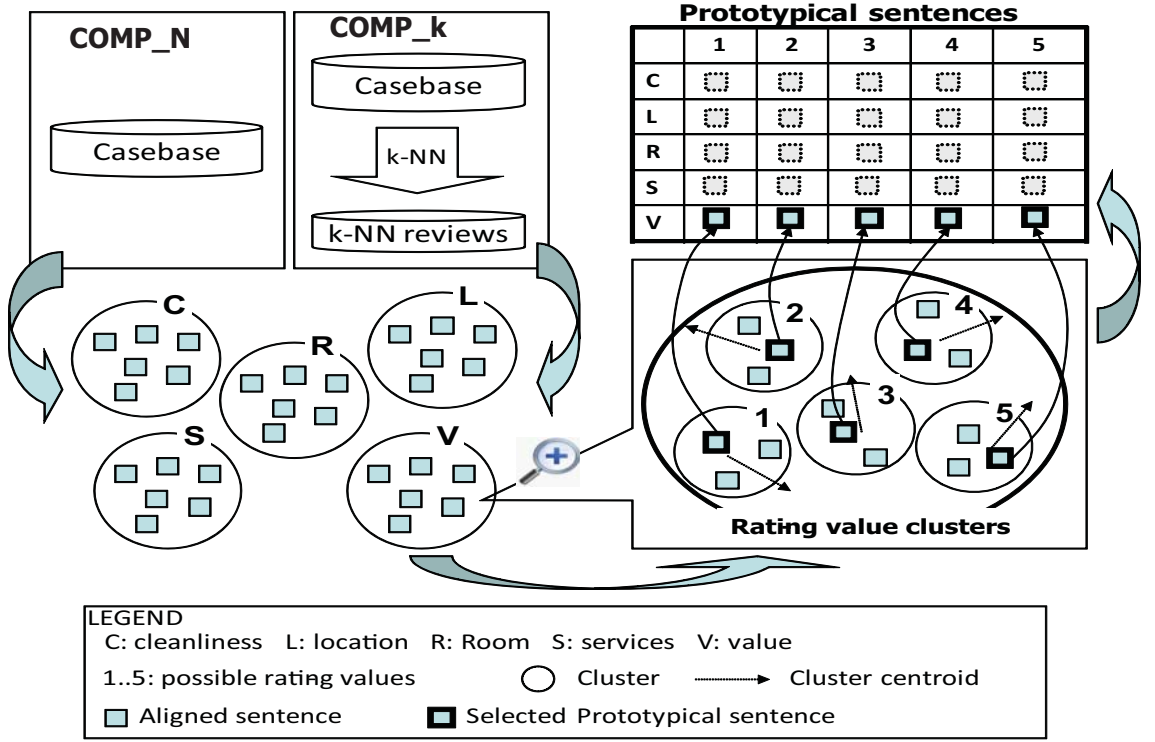 COMP_N
Casebase
COMP_k
Casebase
k-NN
k-NN reviews
Prototypical sentences
1 2 3 4 5
C
L
R
S
V
C
L
R
S
V
2
4
3
1
5
Rating value clusters
LEGEND
C: cleanliness L: location R: Room S: services V: value
1..5: possible rating values Cluster Cluster centroid
Aligned sentence Selected Prototypical sentence